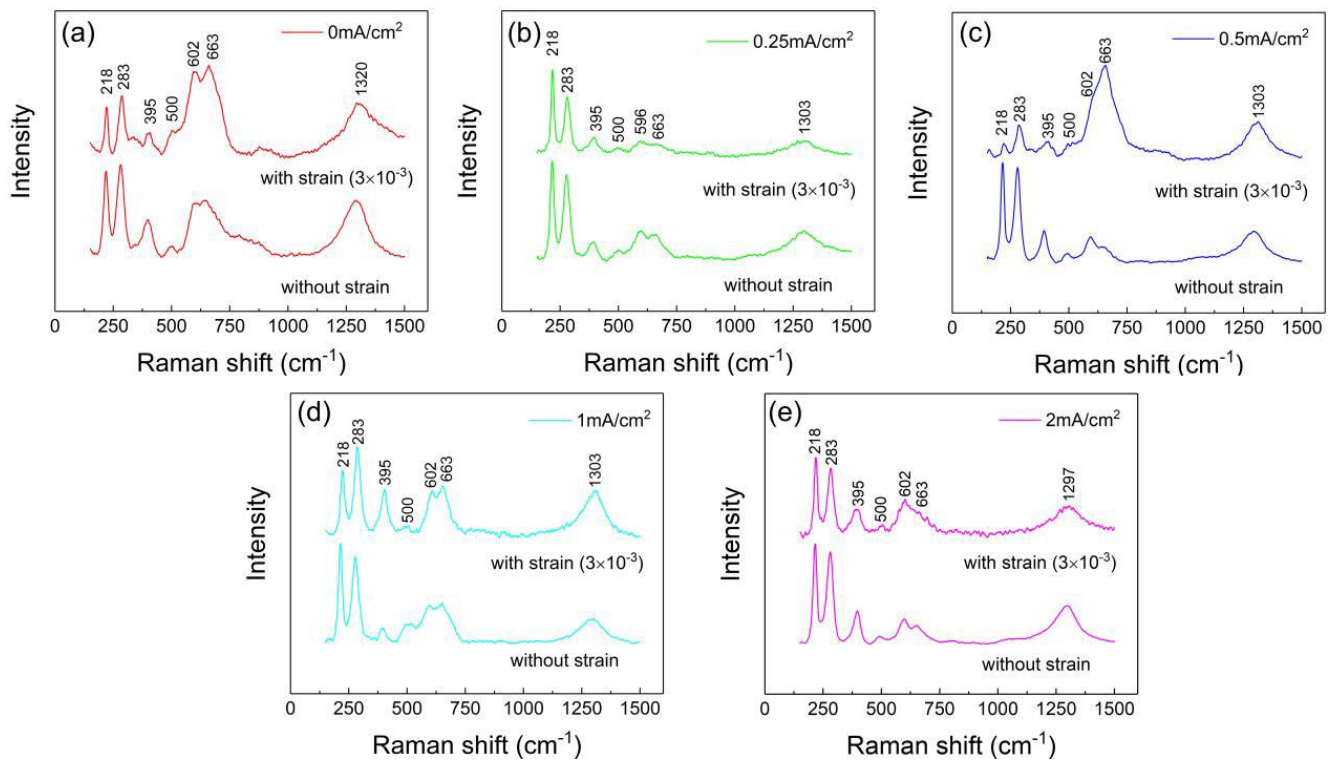 (a)
0mA/cm²
218
283
395
500
602
663
1320
with strain (3×10⁻³)
without strain
Intensity
0 250 500 750 1000 1250 1500
Raman shift (cm⁻¹)
(b)
0.25mA/cm²
218
283
395
500
596
663
1303
with strain (3×10⁻³)
without strain
Intensity
0 250 500 750 1000 1250 1500
Raman shift (cm⁻¹)
(c)
0.5mA/cm²
218
283
395
500
602
663
1303
with strain (3×10⁻³)
without strain
Intensity
0 250 500 750 1000 1250 1500
Raman shift (cm⁻¹)
(d)
1mA/cm²
218
283
395
500
602
663
1303
with strain (3×10⁻³)
without strain
Intensity
0 250 500 750 1000 1250 1500
Raman shift (cm⁻¹)
(e)
2mA/cm²
218
283
395
500
602
663
1297
with strain (3×10⁻³)
without strain
Intensity
0 250 500 750 1000 1250 1500
Raman shift (cm⁻¹)